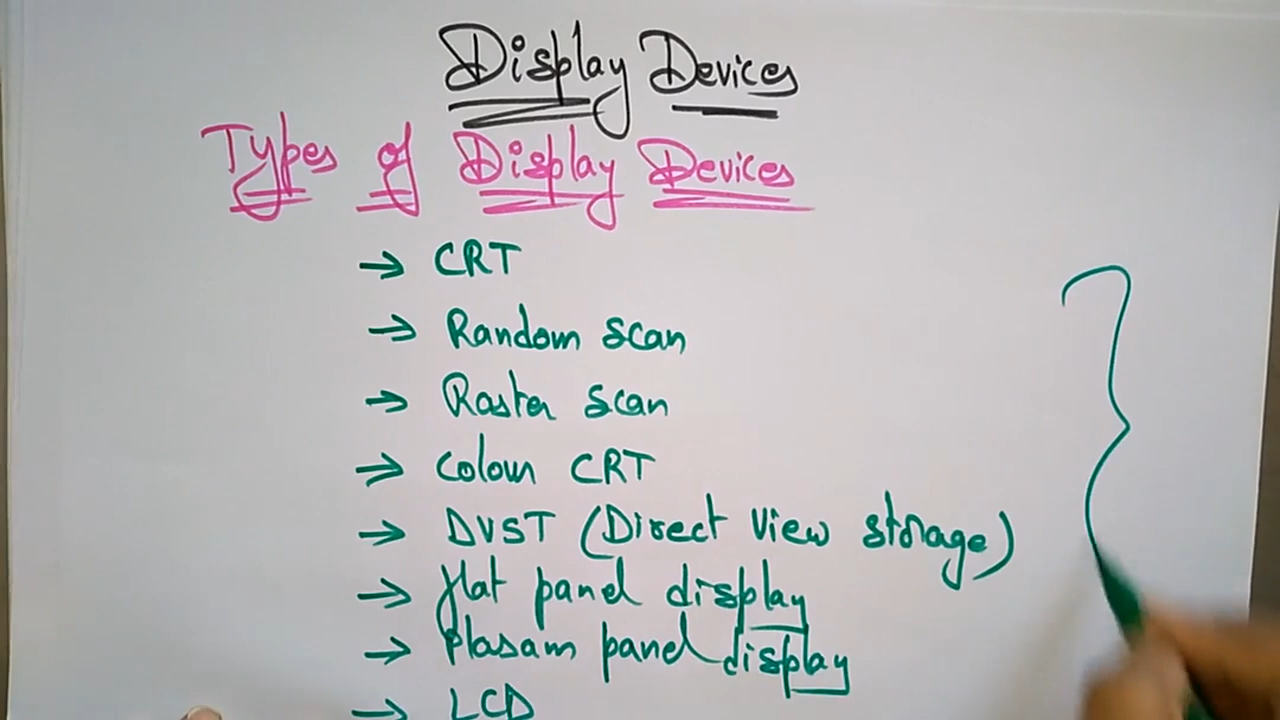 Display Devices
Types of Display Devices
→ CRT
→ Random Scan
→ Raster Scan
→ Colour CRT
→ DVST (Direct View Storage)
→ flat panel display
→ Plasam panel display
→ LCD